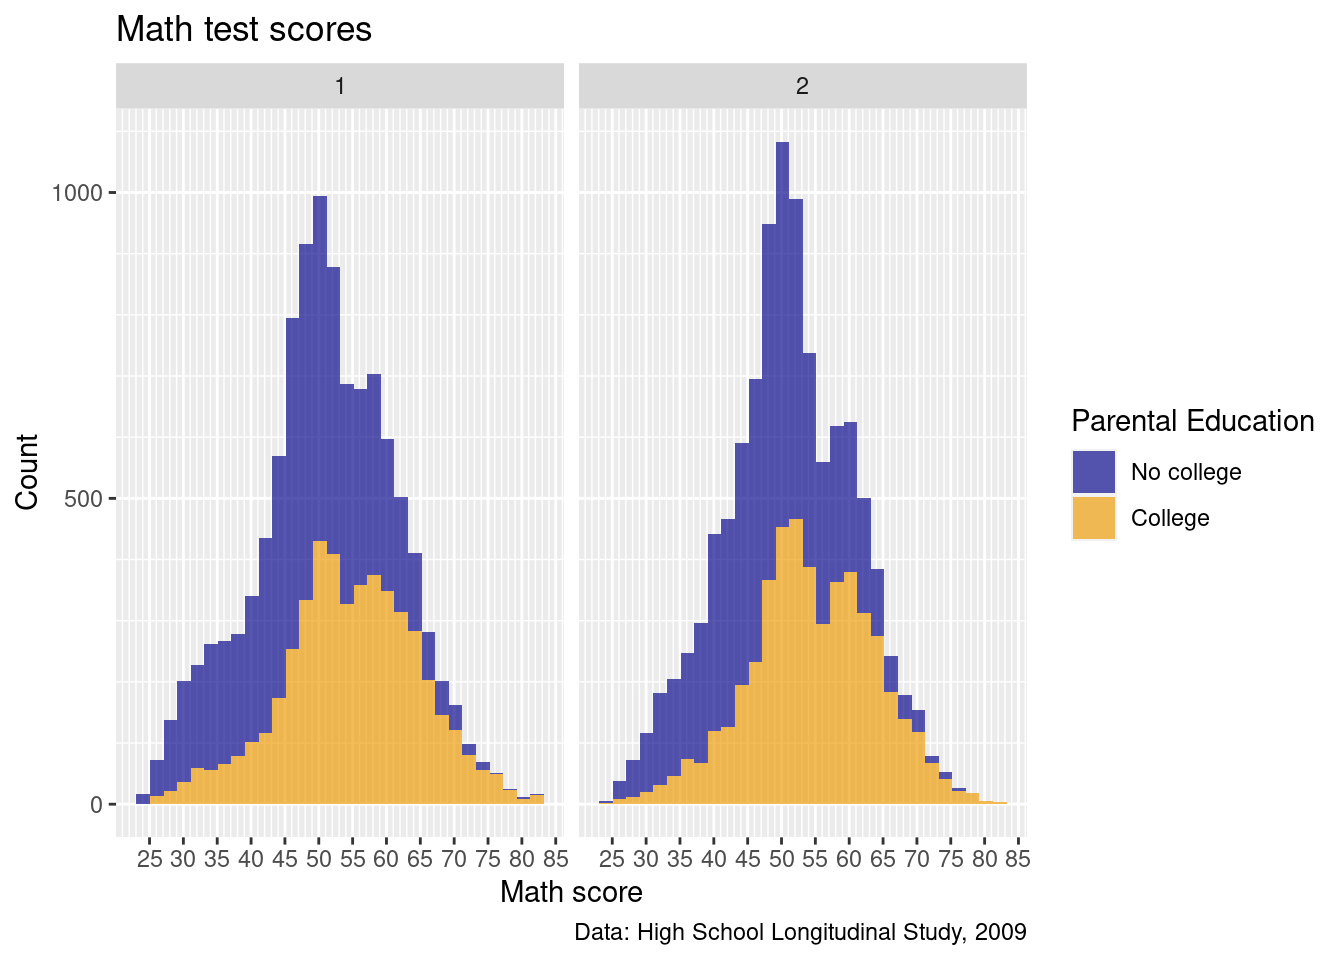 Math test scores
1 2
1000
500
0
Count
25 30 35 40 45 50 55 60 65 70 75 80 85 25 30 35 40 45 50 55 60 65 70 75 80 85
Math score
Data: High School Longitudinal Study, 2009
Parental Education
No college
College